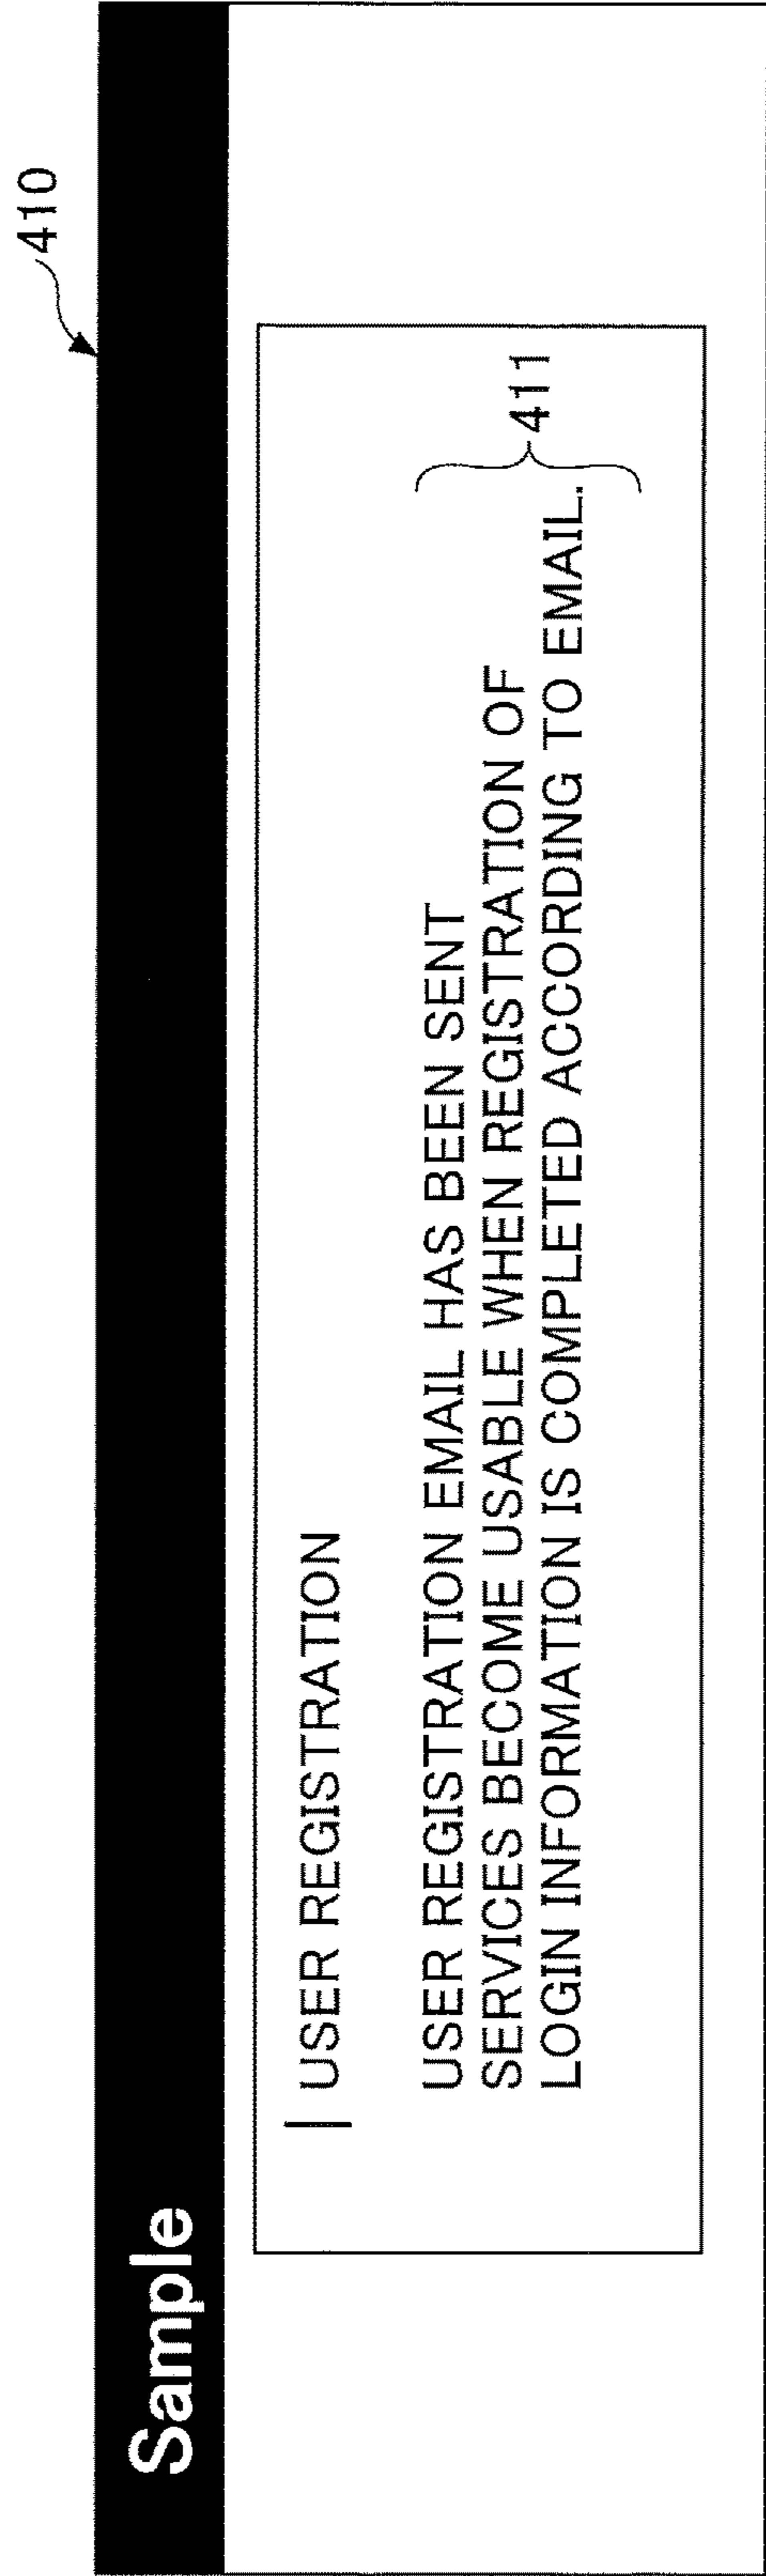 410
Sample
USER REGISTRATION
USER REGISTRATION EMAIL HAS BEEN SENT
SERVICES BECOME USABLE WHEN REGISTRATION OF
LOGIN INFORMATION IS COMPLETED ACCORDING TO EMAIL.
411